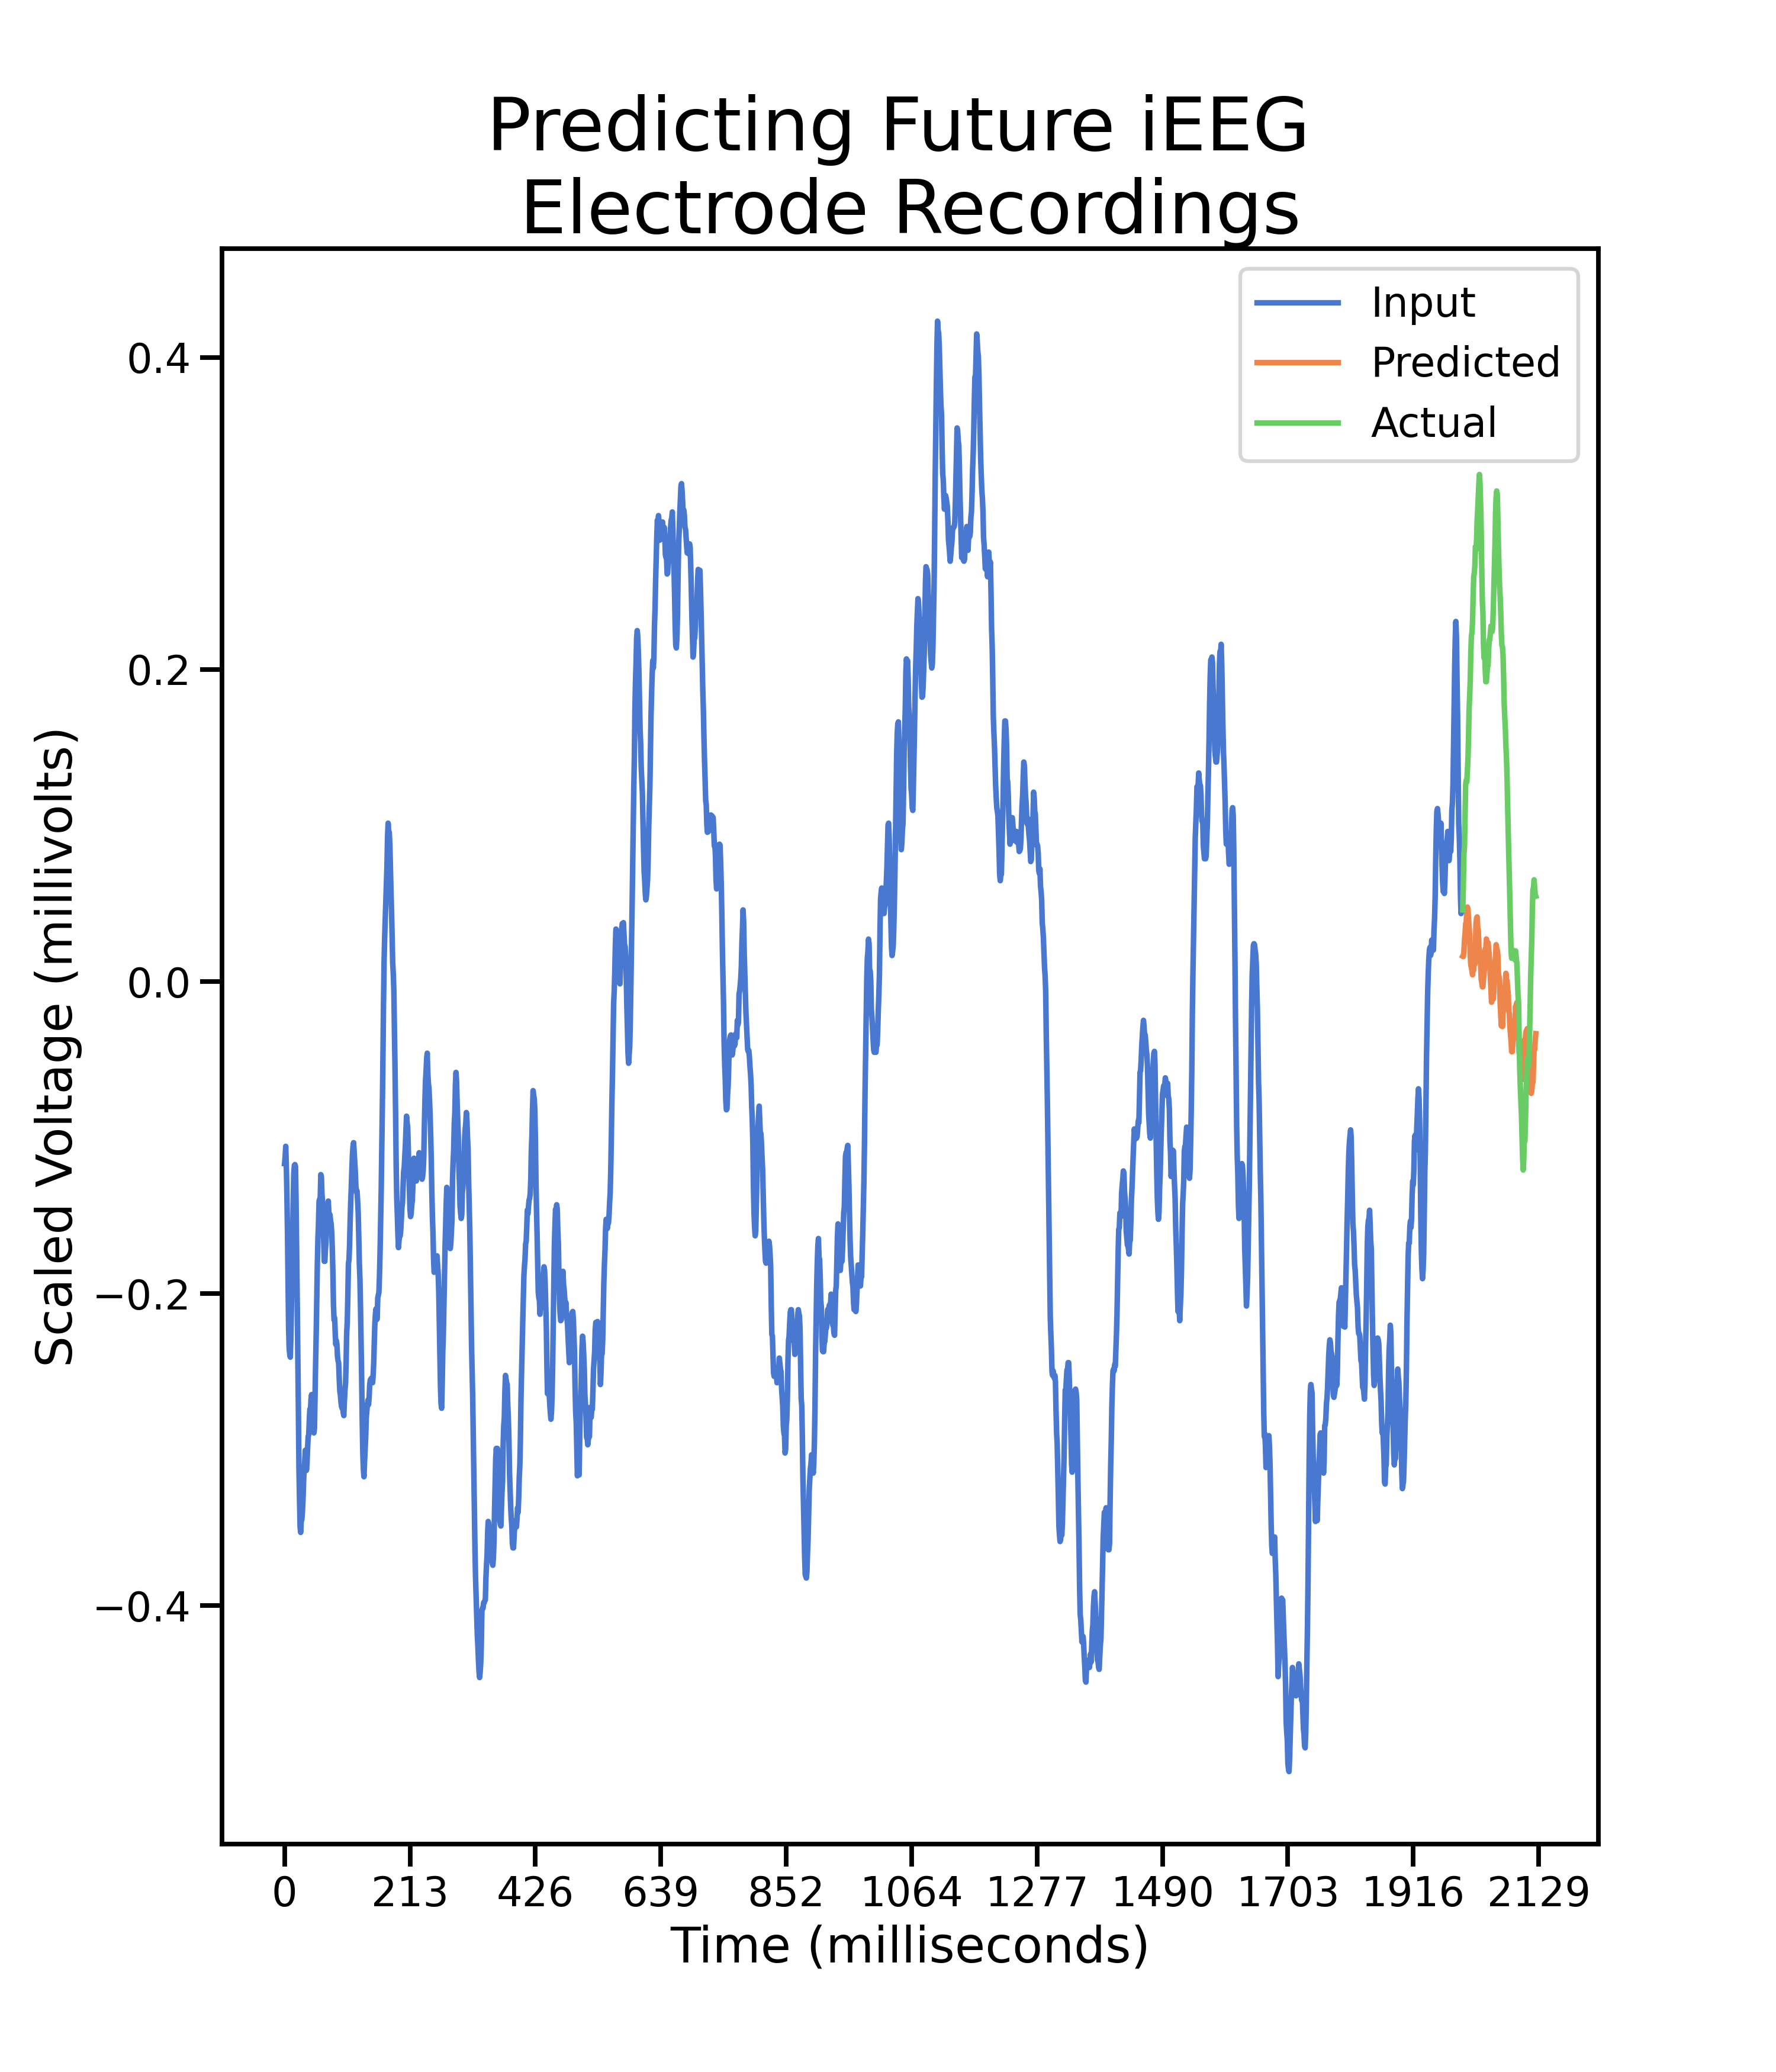 Predicting Future iEEG
Electrode Recordings
Input
Predicted
Actual
Scaled Voltage (millivolts)
0.4
0.2
0.0
−0.2
−0.4
0 213 426 639 852 1064 1277 1490 1703 1916 2129
Time (milliseconds)